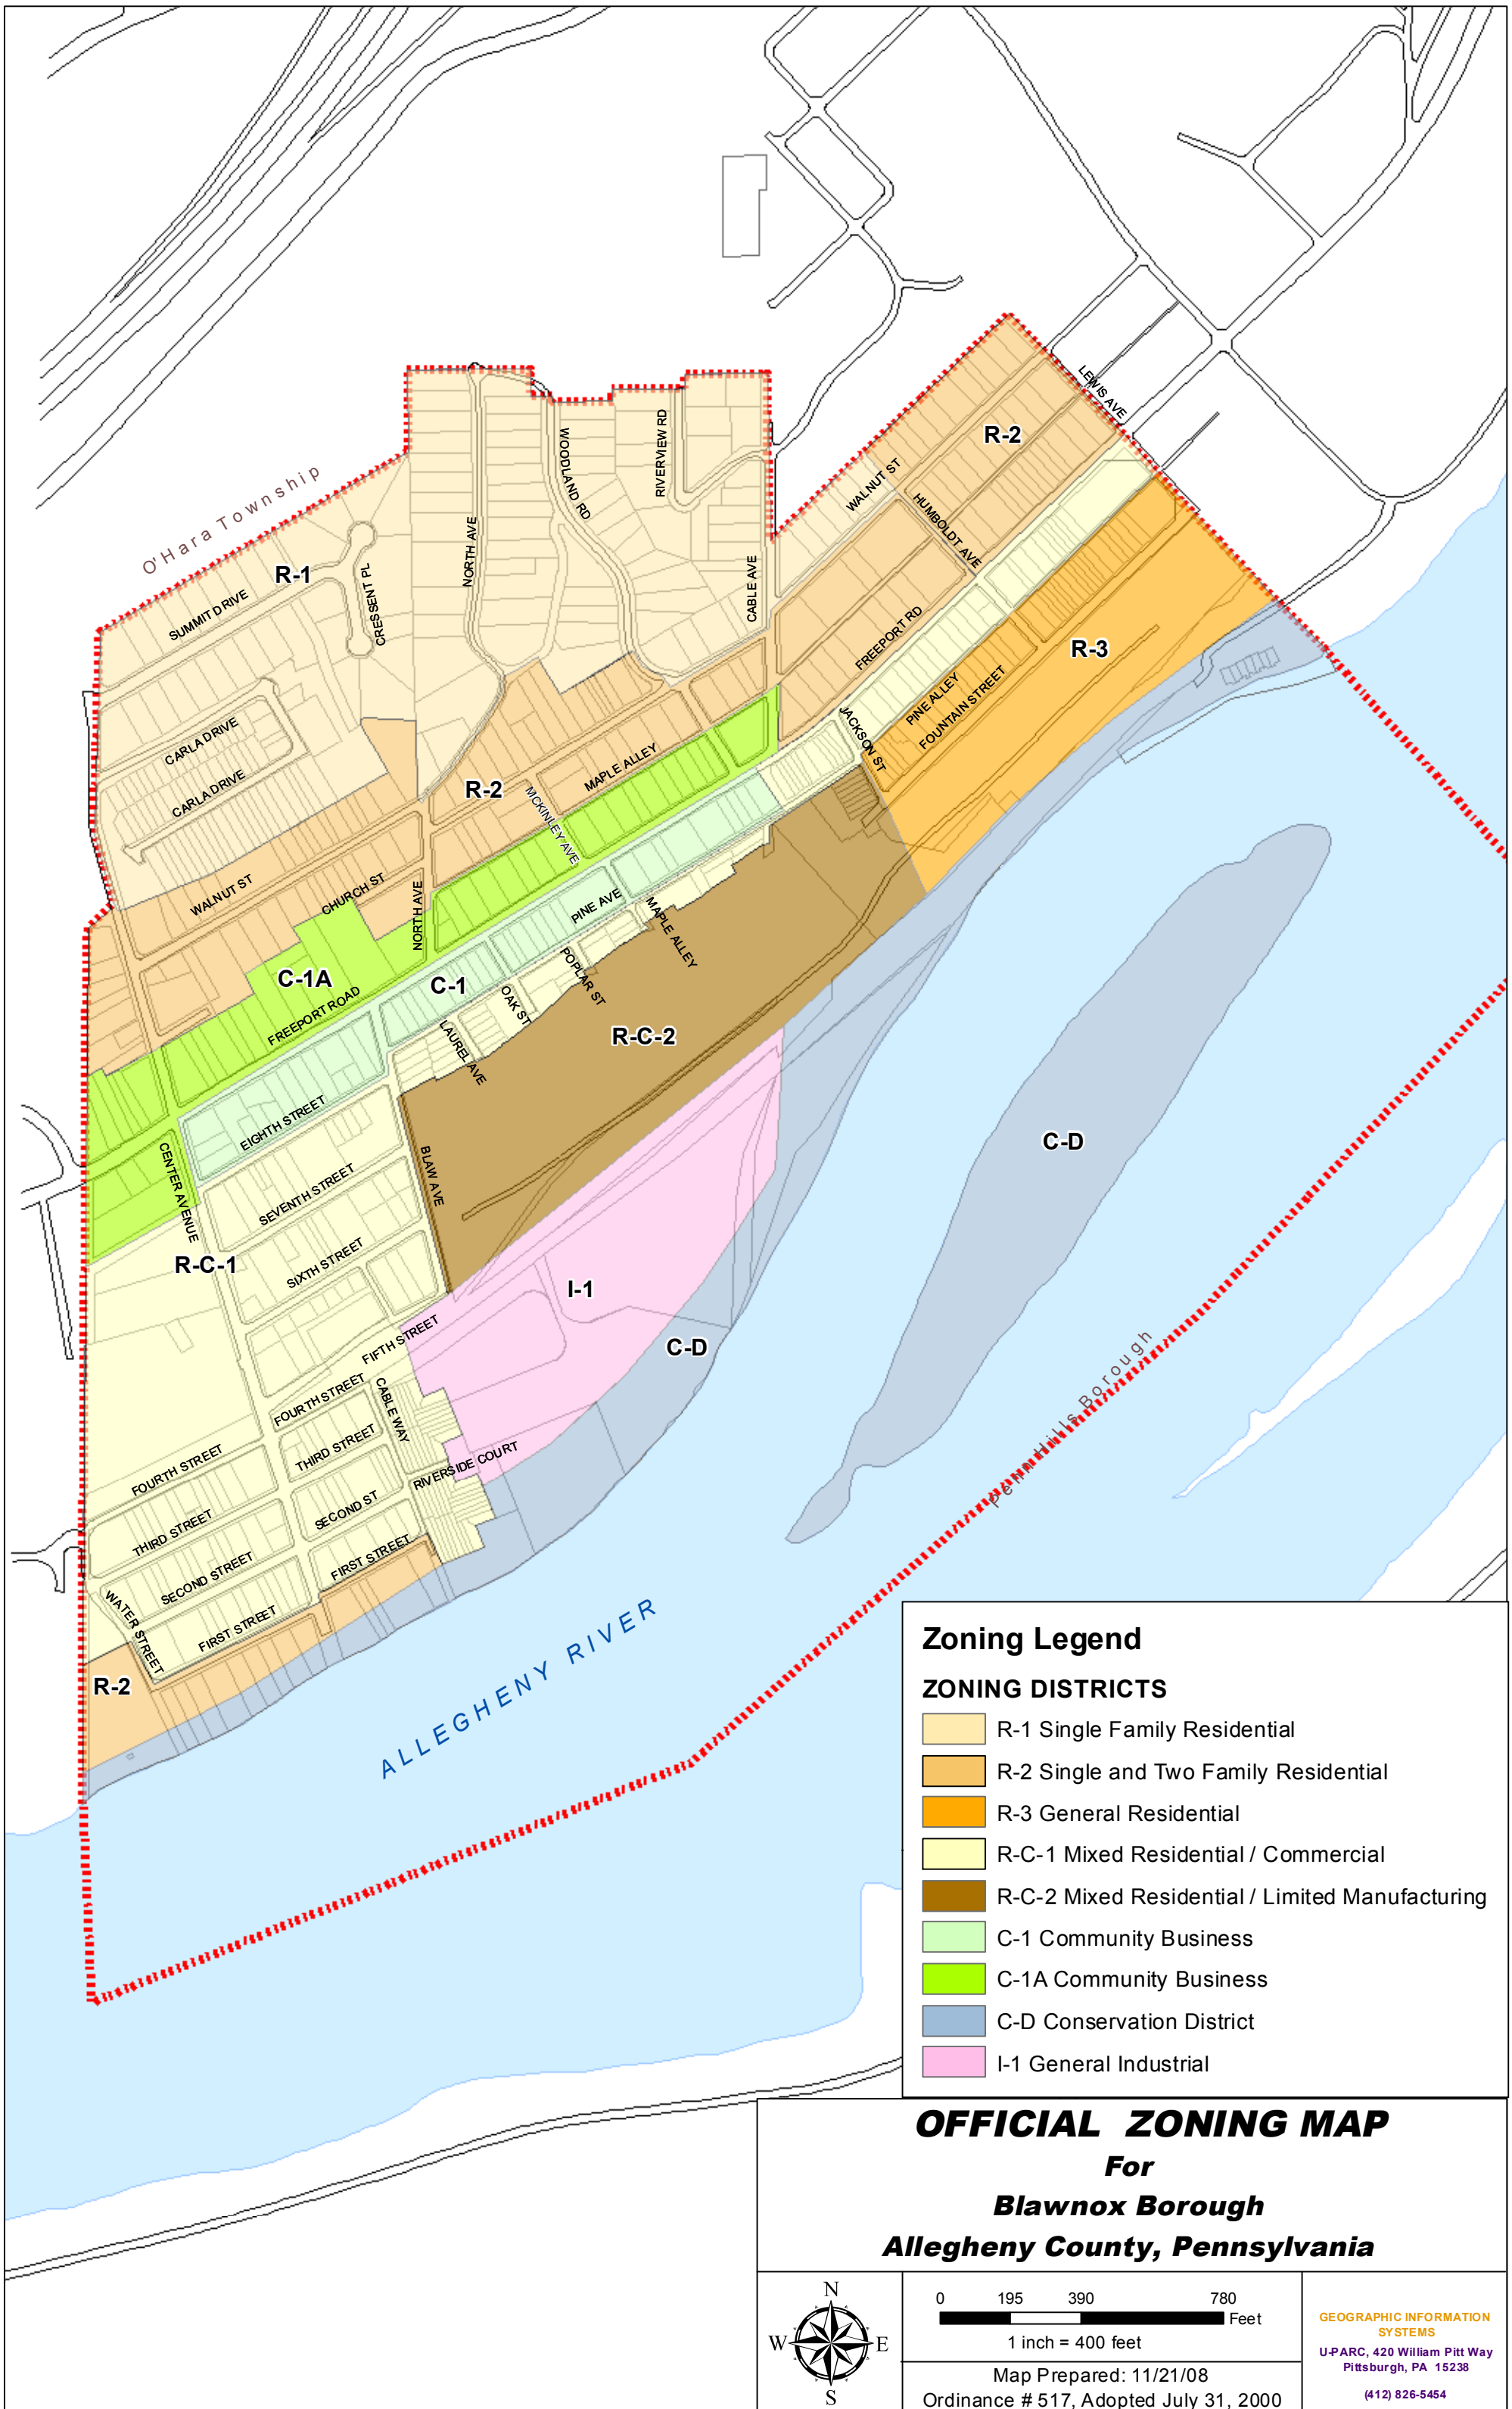 LEWIS AVE
R-2
WALNUT ST
HUMBOLDT AVE
WOODLAND RD
RIVERVIEW RD
O'Hara Township
NORTH AVE
CABLE AVE
R-1
CRESSENT PL
SUMMIT DRIVE
FREEPORT RD
R-3
PINE ALLEY
FOUNTAIN STREET
JACKSON ST
CARLA DRIVE
CARLA DRIVE
MAPLE ALLEY
R-2
MCKINLEY AVE
WALNUT ST
CHURCH ST
NORTH AVE
PINE AVE
MAPLE ALLEY
C-1A
C-1
POPLAR ST
OAK ST
FREEPORT ROAD
R-C-2
LAUREL AVE
EIGHTH STREET
C-D
CENTER AVENUE
BLAW AVE
SEVENTH STREET
R-C-1
SIXTH STREET
I-1
FIFTH STREET
C-D
Penn Hills Borough
FOURTH STREET
CABLE WAY
THIRD STREET
FOURTH STREET
RIVERSIDE COURT
SECOND ST
THIRD STREET
FIRST STREET
SECOND STREET
WATER STREET
FIRST STREET
R-2
ALLEGHENY RIVER
Zoning Legend
ZONING DISTRICTS
R-1 Single Family Residential
R-2 Single and Two Family Residential
R-3 General Residential
R-C-1 Mixed Residential / Commercial
R-C-2 Mixed Residential / Limited Manufacturing
C-1 Community Business
C-1A Community Business
C-D Conservation District
I-1 General Industrial
OFFICIAL ZONING MAP
For
Blawnox Borough
Allegheny County, Pennsylvania
N
W E
S
0 195 390 780
Feet
1 inch = 400 feet
Map Prepared: 11/21/08
Ordinance # 517, Adopted July 31, 2000
GEOGRAPHIC INFORMATION
SYSTEMS
U-PARC, 420 William Pitt Way
Pittsburgh, PA 15238
(412) 826-5454